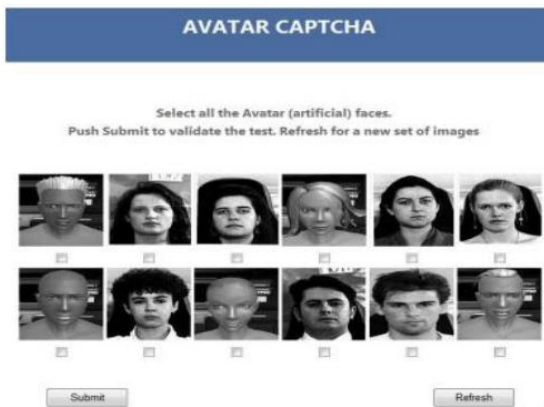 AVATAR CAPTCHA
Select all the Avatar (artificial) faces.
Push Submit to validate the test. Refresh for a new set of images
Submit
Refresh